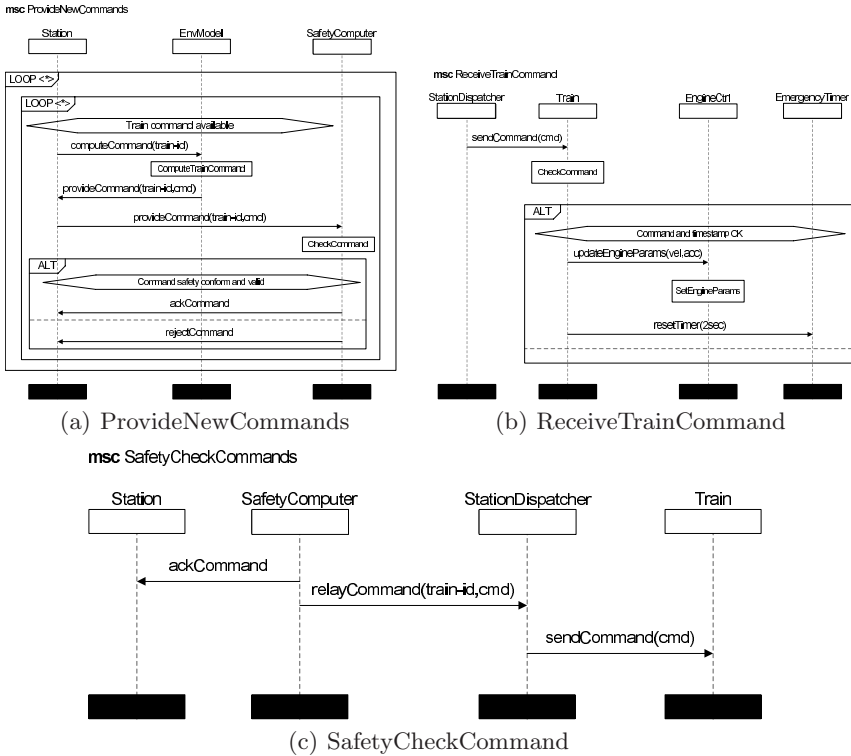 msc ProvideNewCommands
Station EnvModell SafetyComputer
LOOP <*>
LOOP <*>
Train command available
computeCommand(train-id)
ComputeTrainCommand
provideCommand(train-id,cmd)
provideCommand(train-id,cmd)
CheckCommand
ALT
Command safety conform and valid
ackCommand
rejectCommand
(a) ProvideNewCommands
msc ReceiveTrainCommand
StationDispatcher Train EngineCtrl EmergencyTimer
sendCommand(cmd)
CheckCommand
ALT
Command and timestamp OK
updateEngineParams(vel,acc)
SetEngineParams
resetTimer(2sec)
(b) ReceiveTrainCommand
msc SafetyCheckCommands
Station SafetyComputer StationDispatcher Train
ackCommand
relayCommand(train-id,cmd)
sendCommand(cmd)
(c) SafetyCheckCommand